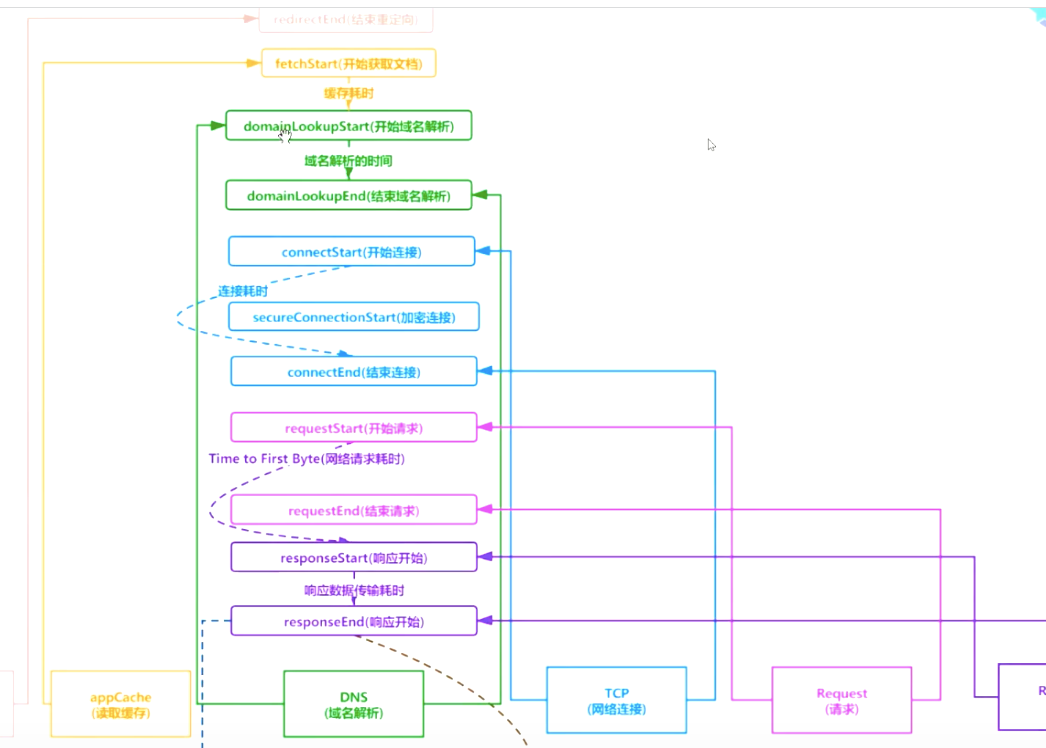 redirectEnd(结束重定向)
fetchStart(开始获取文档)
缓存耗时
domainLookupStart(开始域名解析)
域名解析的时间
domainLookupEnd(结束域名解析)
connectStart(开始连接)
连接耗时
secureConnectionStart(加密连接)
connectEnd(结束连接)
requestStart(开始请求)
Time to First Byte(网络请求耗时)
requestEnd(结束请求)
responseStart(响应开始)
响应数据传输耗时
responseEnd(响应开始)
appCache
(读取缓存)
DNS
(域名解析)
TCP
(网络连接)
Request
(请求)
R